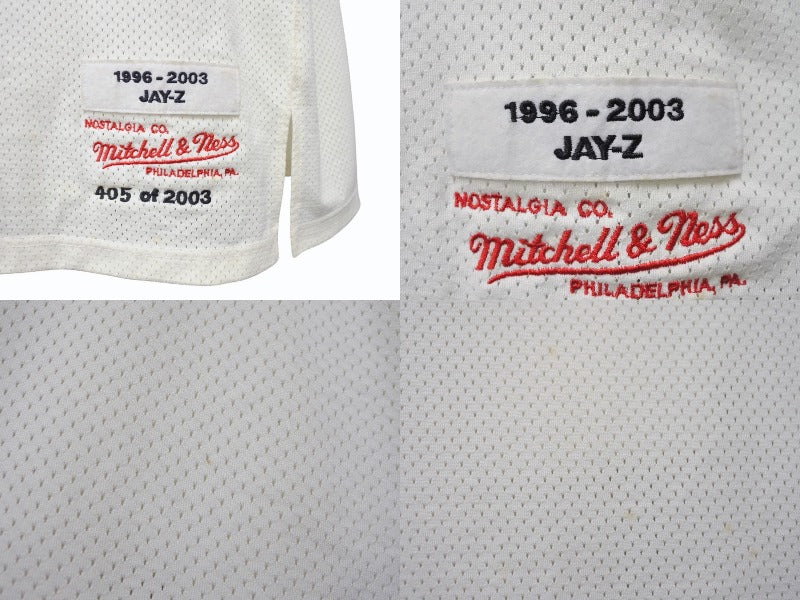 1996 - 2003
JAY-Z
NOSTALGIA CO.
Mitchell & Ness
PHILADELPHIA, PA.
405 of 2003
1996 - 2003
JAY-Z
NOSTALGIA CO.
Mitchell & Ness
PHILADELPHIA, PA.